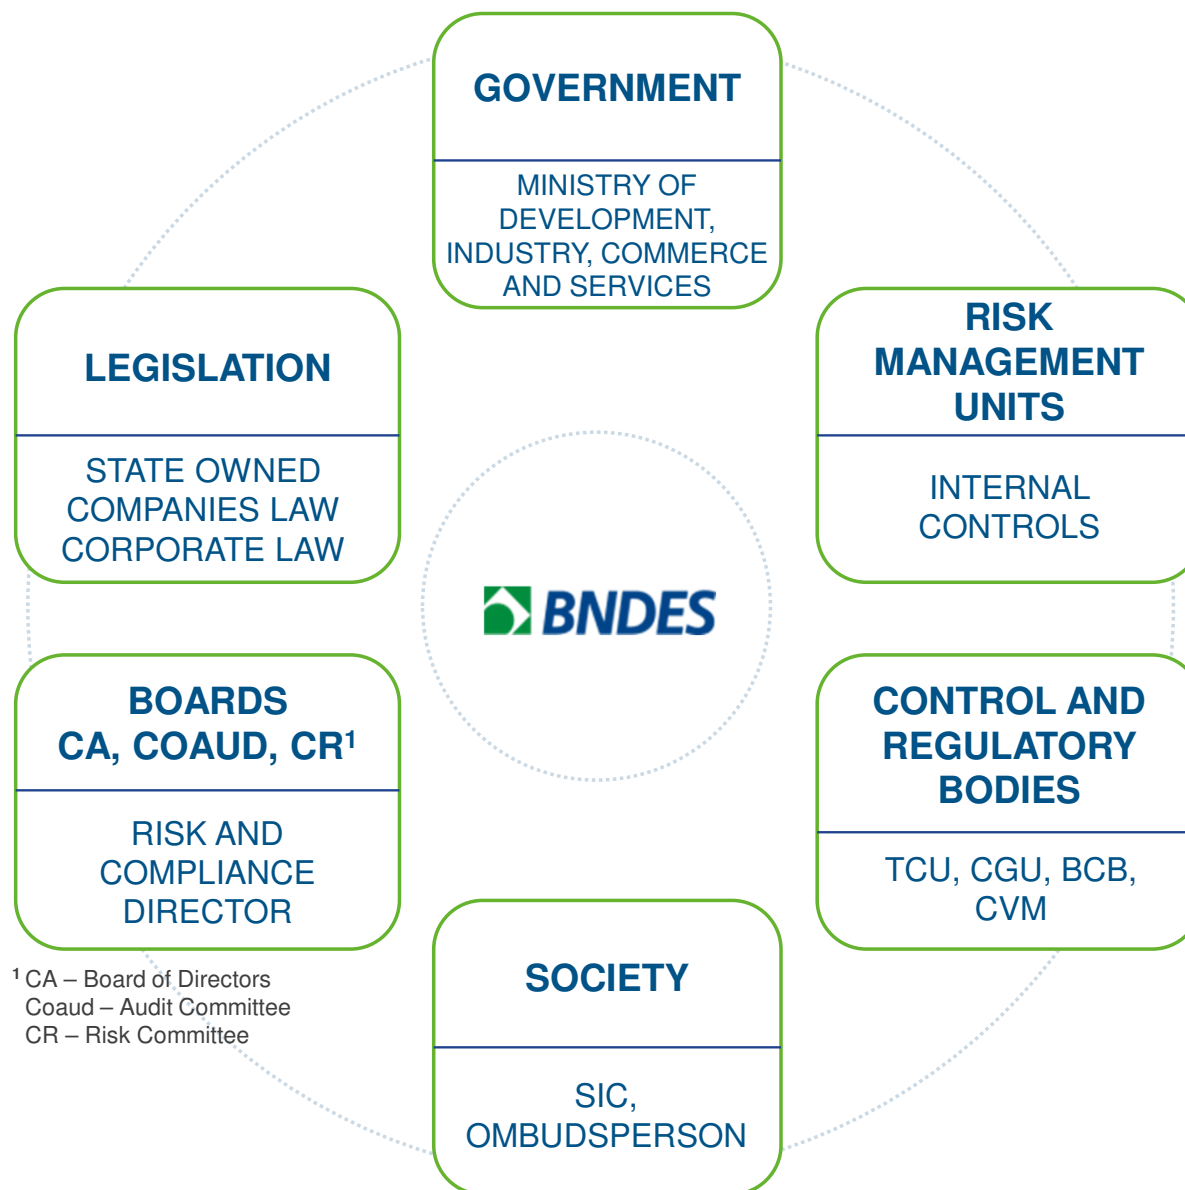 GOVERNMENT
MINISTRY OF
DEVELOPMENT,
INDUSTRY, COMMERCE
AND SERVICES
LEGISLATION
STATE OWNED
COMPANIES LAW
CORPORATE LAW
RISK
MANAGEMENT
UNITS
INTERNAL
CONTROLS
BNDES
BOARDS
CA, COAUD, CR¹
RISK AND
COMPLIANCE
DIRECTOR
CONTROL AND
REGULATORY
BODIES
TCU, CGU, BCB,
CVM
SOCIETY
SIC,
OMBUDSPERSON
¹ CA – Board of Directors
Coaud – Audit Committee
CR – Risk Committee